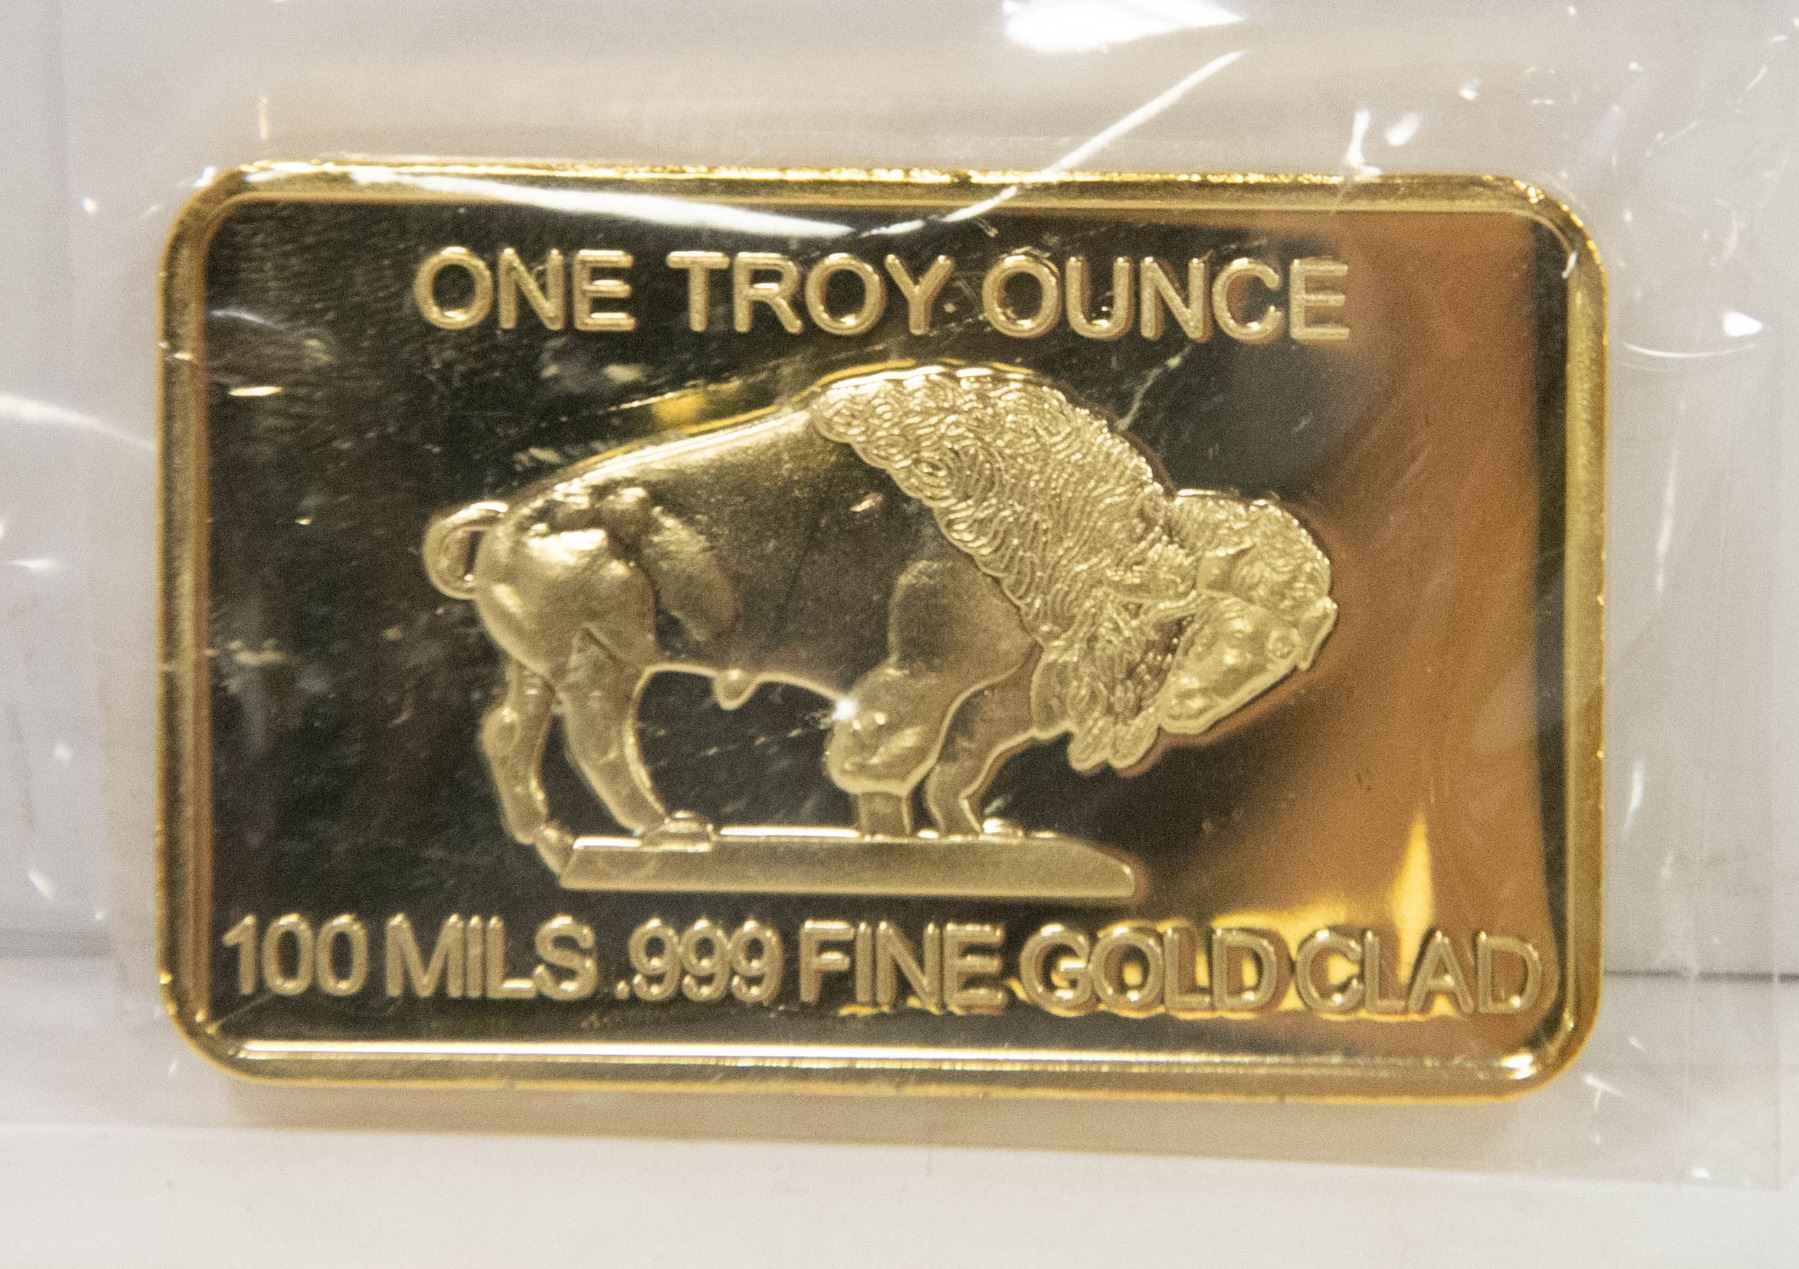 ONE TROY OUNCE
100 MILS .999 FINE GOLD CLAD